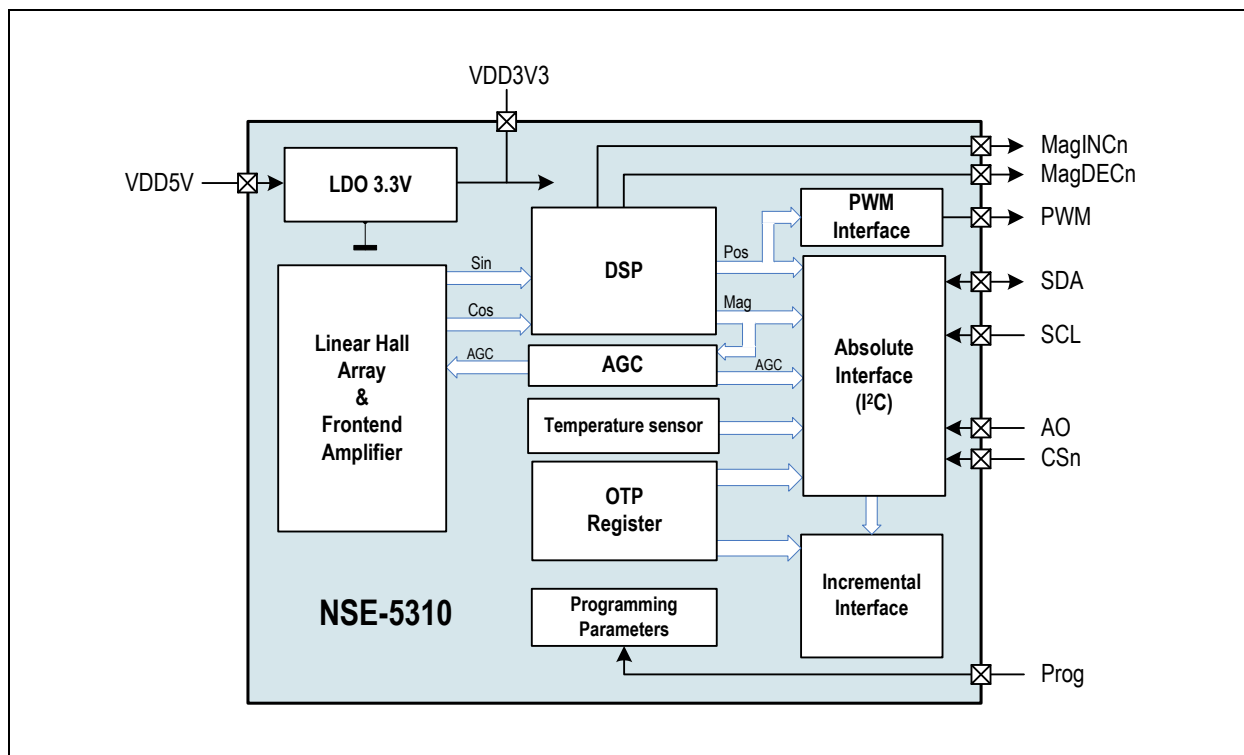 VDD3V3
MagINCn
VDD5V
LDO 3.3V
MagDECn
PWM
Interface
PWM
DSP
Sin
Pos
SDA
Cos
Mag
SCL
Linear Hall
Array
&
Frontend
Amplifier
AGC
AGC
AGC
Absolute
Interface
(I²C)
Temperature sensor
AO
CSn
OTP
Register
Incremental
Interface
NSE-5310
Programming
Parameters
Prog